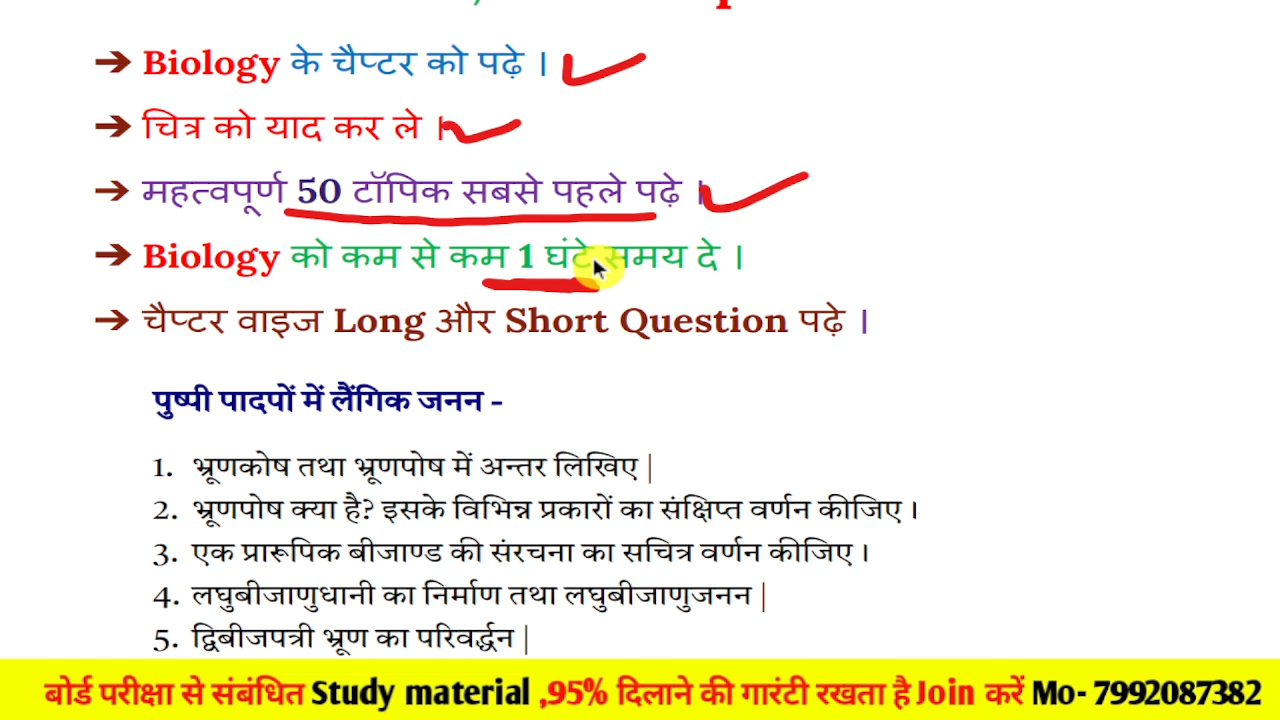 ➔ Biology के चैप्टर को पढ़े ।
➔ चित्र को याद कर ले ।
➔ महत्वपूर्ण 50 टॉपिक सबसे पहले पढ़े ।
➔ Biology को कम से कम 1 घंटे समय दे ।
➔ चैप्टर वाइज Long और Short Question पढ़े ।
पुष्पी पादपों में लैंगिक जनन -
1. भ्रूणकोष तथा भ्रूणपोष में अन्तर लिखिए |
2. भ्रूणपोष क्या है? इसके विभिन्न प्रकारों का संक्षिप्त वर्णन कीजिए ।
3. एक प्रारूपिक बीजाण्ड की संरचना का सचित्र वर्णन कीजिए ।
4. लघुबीजाणुधानी का निर्माण तथा लघुबीजाणुजनन |
5. द्विबीजपत्री भ्रूण का परिवर्द्धन |
बोर्ड परीक्षा से संबंधित Study material ,95% दिलाने की गारंटी रखता है Join करें Mo- 7992087382